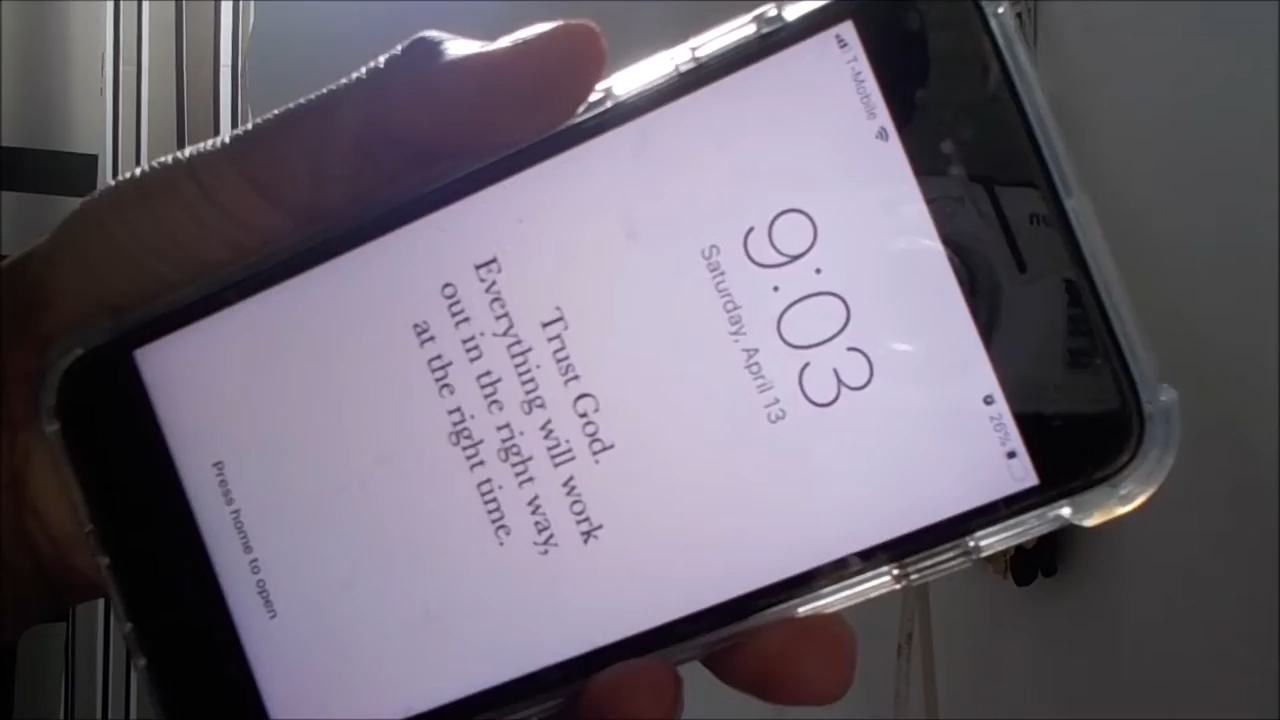 T-Mobile
26%
9:03
Saturday, April 13
Trust God.
Everything will work
out in the right way,
at the right time.
Press home to open